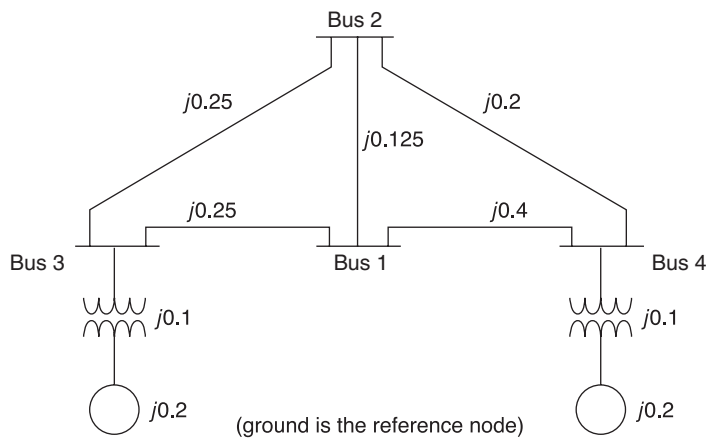 Bus 2
j0.25
j0.2
j0.125
j0.25
j0.4
Bus 3
Bus 1
Bus 4
j0.1
j0.1
j0.2
(ground is the reference node)
j0.2